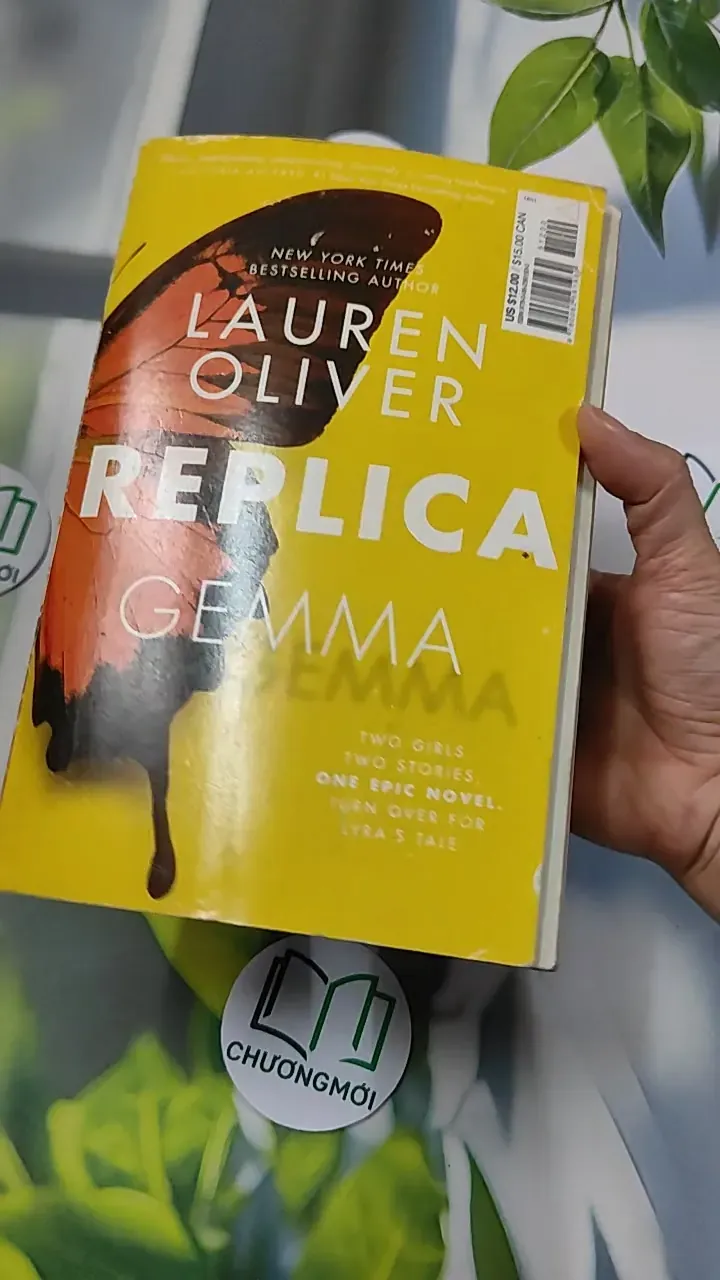 NEW YORK TIMES
BESTSELLING AUTHOR
LAUREN
OLIVER
REPLICA
GEMMA
GEMMA
TWO GIRLS.
TWO STORIES.
ONE EPIC NOVEL.
TURN OVER FOR
LYRA'S TALE
US $12.00 / $15.00 CAN
CHƯƠNGMỚI